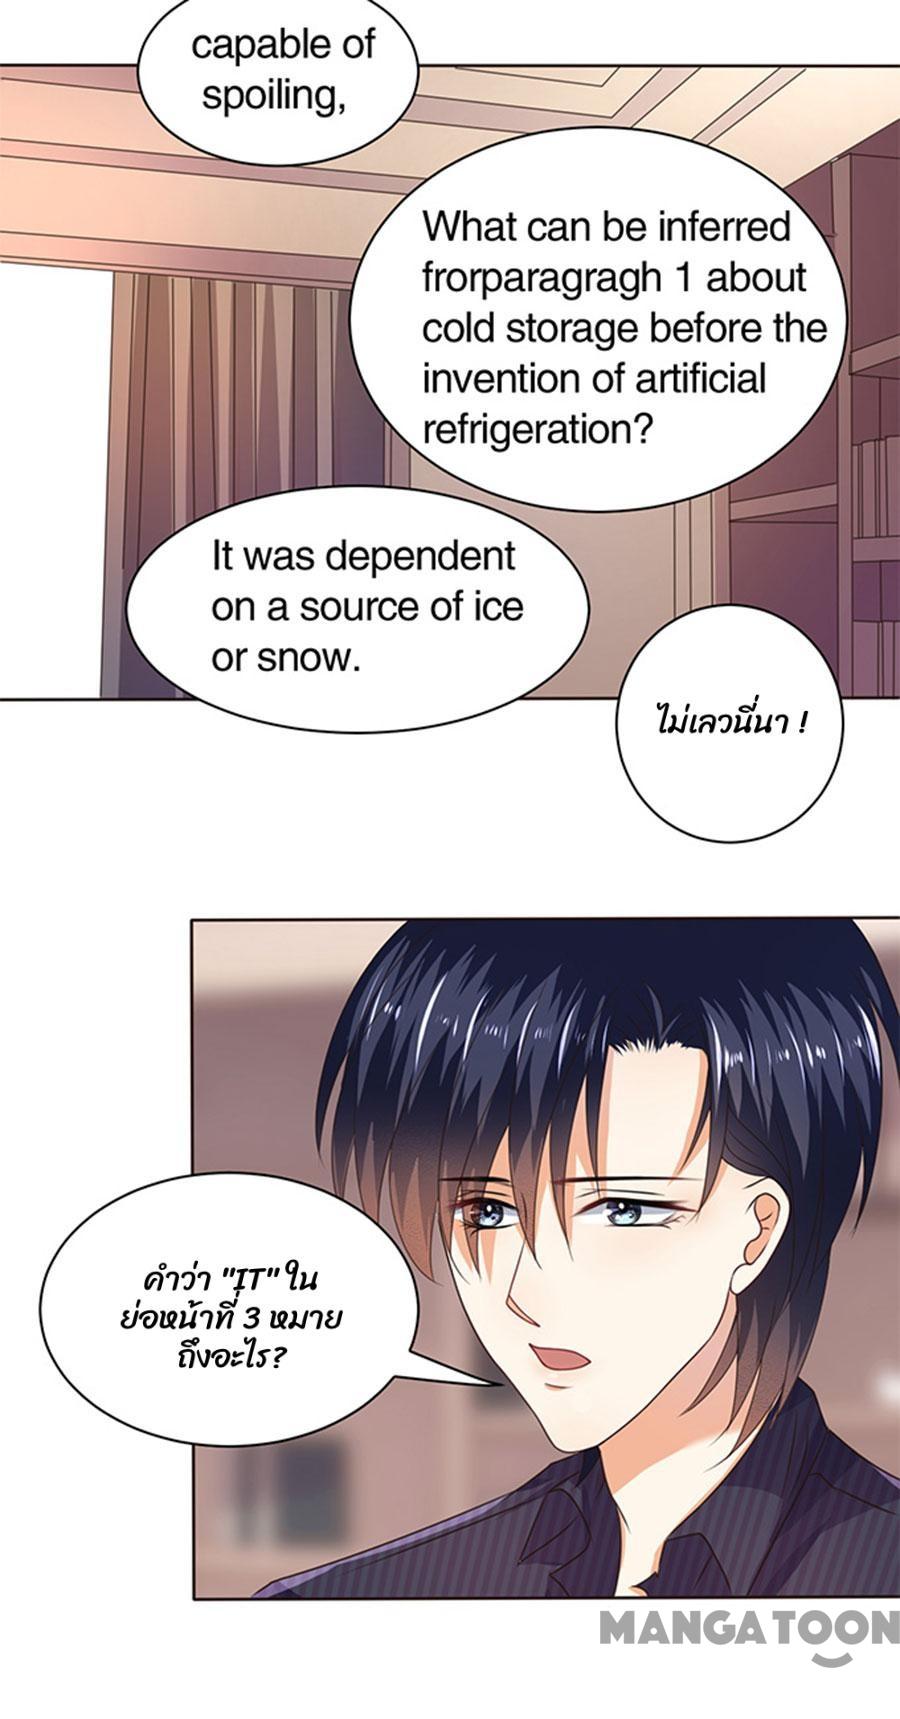 capable of
spoiling,
What can be inferred
frorparagragh 1 about
cold storage before the
invention of artificial
refrigeration?
It was dependent
on a source of ice
or snow.
ไม่เลวนี่นา !
คำว่า "IT" ใน
ย่อหน้าที่ 3 หมาย
ถึงอะไร?
MANGATOON